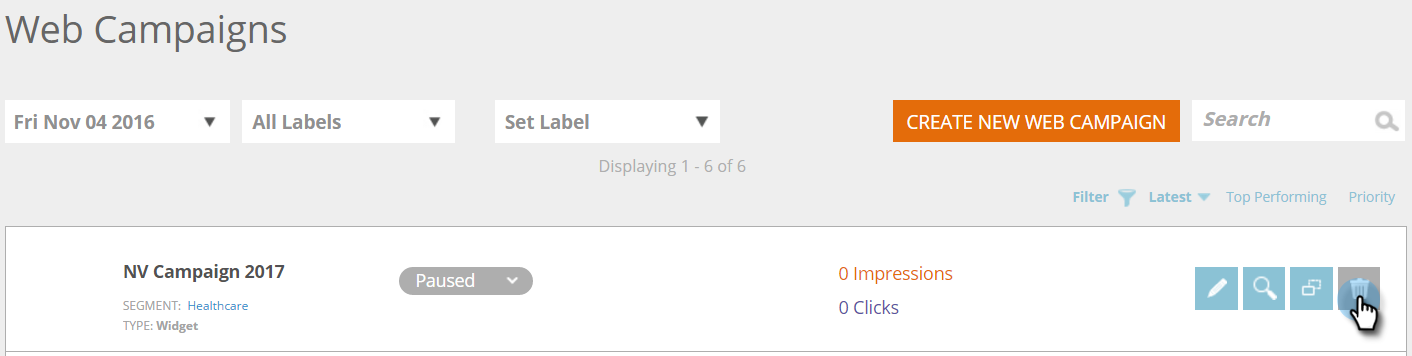 Web Campaigns
Fri Nov 04 2016 All Labels Set Label CREATE NEW WEB CAMPAIGN Search
Displaying 1 - 6 of 6
Filter Latest Top Performing Priority
NV Campaign 2017 Paused 0 Impressions
SEGMENT: Healthcare 0 Clicks
TYPE: Widget